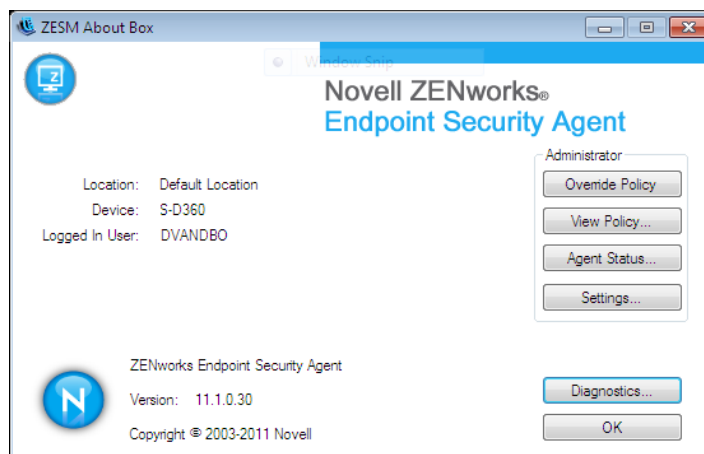 ZESM About Box
Window Snip
Novell ZENworks®
Endpoint Security Agent
Z
Administrator
Location: Default Location
Device: S-D360
Logged In User: DVANDBO
Override Policy
View Policy...
Agent Status...
Settings...
N
ZENworks Endpoint Security Agent
Version: 11.1.0.30
Copyright © 2003-2011 Novell
Diagnostics...
OK